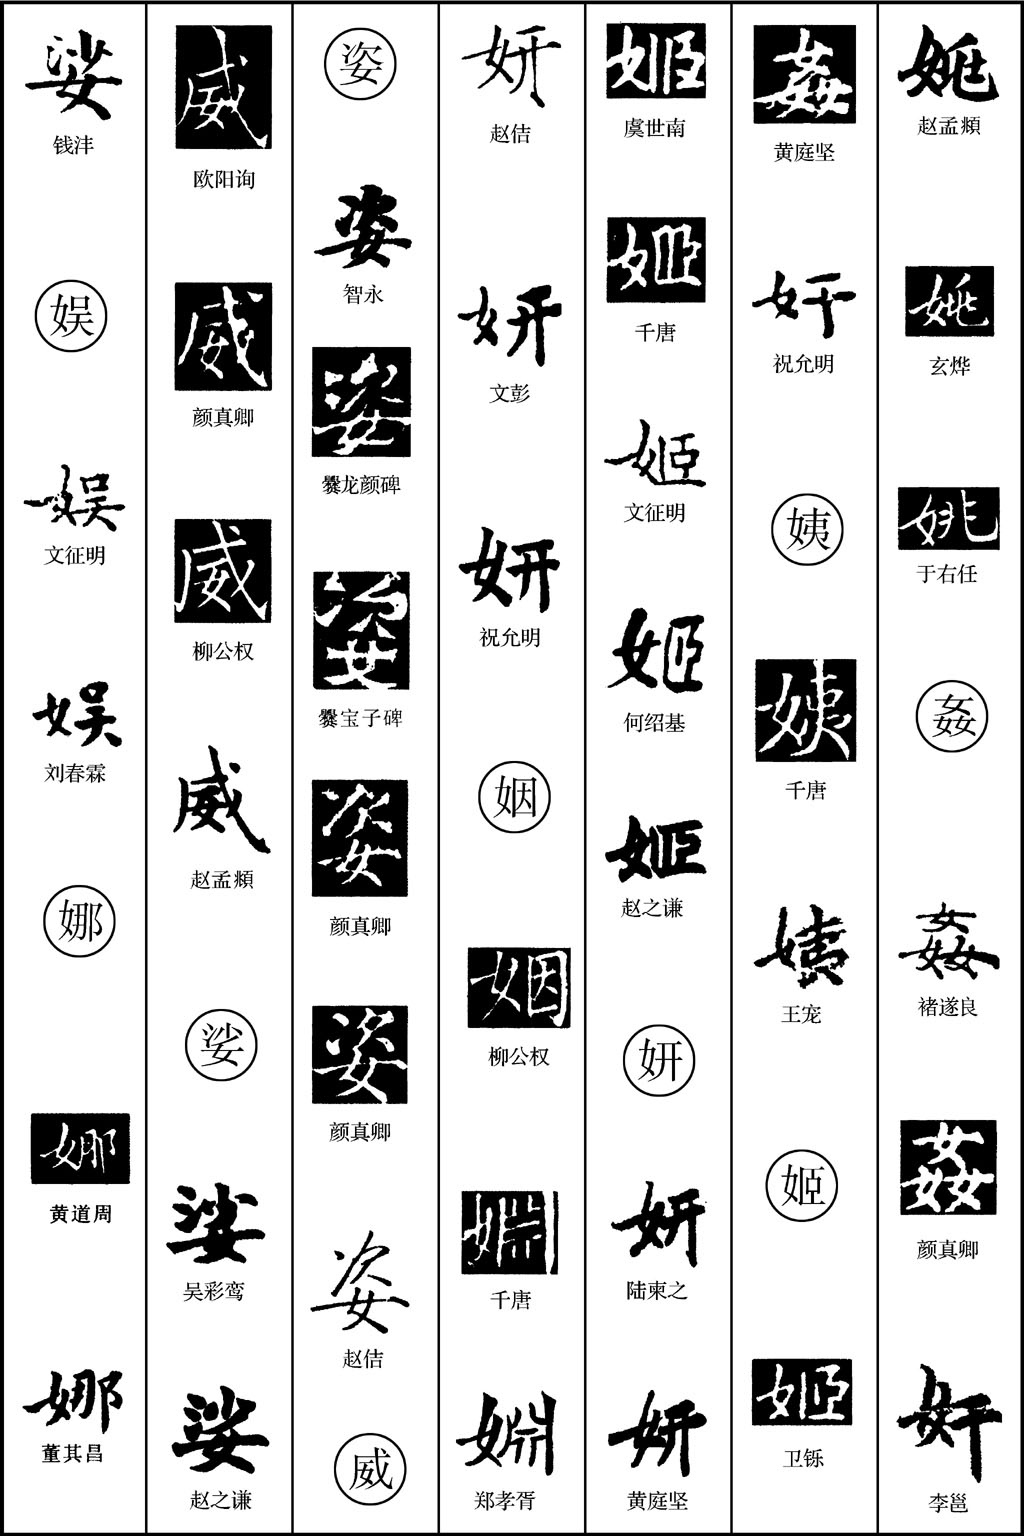 姚
赵孟頫
姚
玄烨
姚
于右任
姦
姦
褚遂良
姦
颜真卿
奸
李邕
姦
黄庭坚
奸
祝允明
姨
姨
千唐
姨
王宠
姬
姬
卫铄
姬
虞世南
姬
千唐
姬
文征明
姬
何绍基
姬
赵之谦
妍
妍
陆柬之
妍
黄庭坚
妍
赵佶
妍
文彭
妍
祝允明
姻
姻
柳公权
婣
千唐
婣
郑孝胥
姿
姿
智永
姿
爨龙颜碑
姿
爨宝子碑
姿
颜真卿
姿
颜真卿
姿
赵佶
威
威
欧阳询
威
颜真卿
威
柳公权
威
赵孟頫
娑
娑
吴彩鸾
娑
赵之谦
娑
钱沣
娱
娱
文征明
娱
刘春霖
娜
娜
黄道周
娜
董其昌